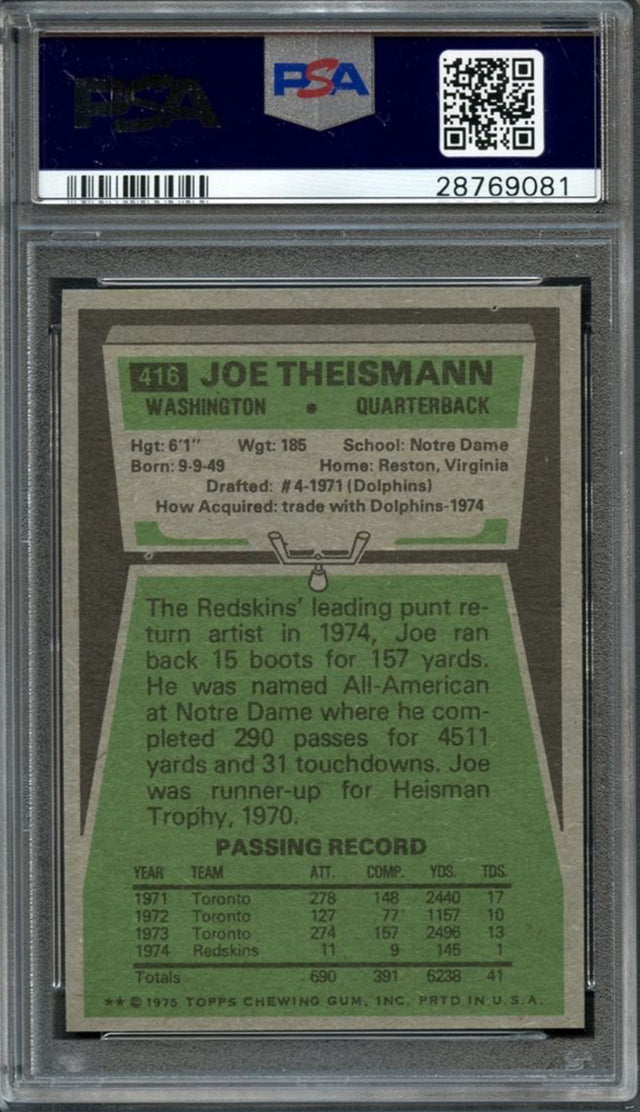 PSA
PSA
28769081
416 JOE THEISMANN
WASHINGTON • QUARTERBACK
Hgt: 6'1" Wgt: 185 School: Notre Dame
Born: 9-9-49 Home: Reston, Virginia
Drafted: #4-1971 (Dolphins)
How Acquired: trade with Dolphins-1974
The Redskins' leading punt re-
turn artist in 1974, Joe ran
back 15 boots for 157 yards.
He was named All-American
at Notre Dame where he com-
pleted 290 passes for 4511
yards and 31 touchdowns. Joe
was runner-up for Heisman
Trophy, 1970.
PASSING RECORD
YEAR TEAM ATT. COMP. YDS. TDS.
1971 Toronto 278 148 2440 17
1972 Toronto 127 77 1157 10
1973 Toronto 274 157 2496 13
1974 Redskins 11 9 145 1
Totals 690 391 6238 41
** © 1975 TOPPS CHEWING GUM, INC. PRTD IN U.S.A.